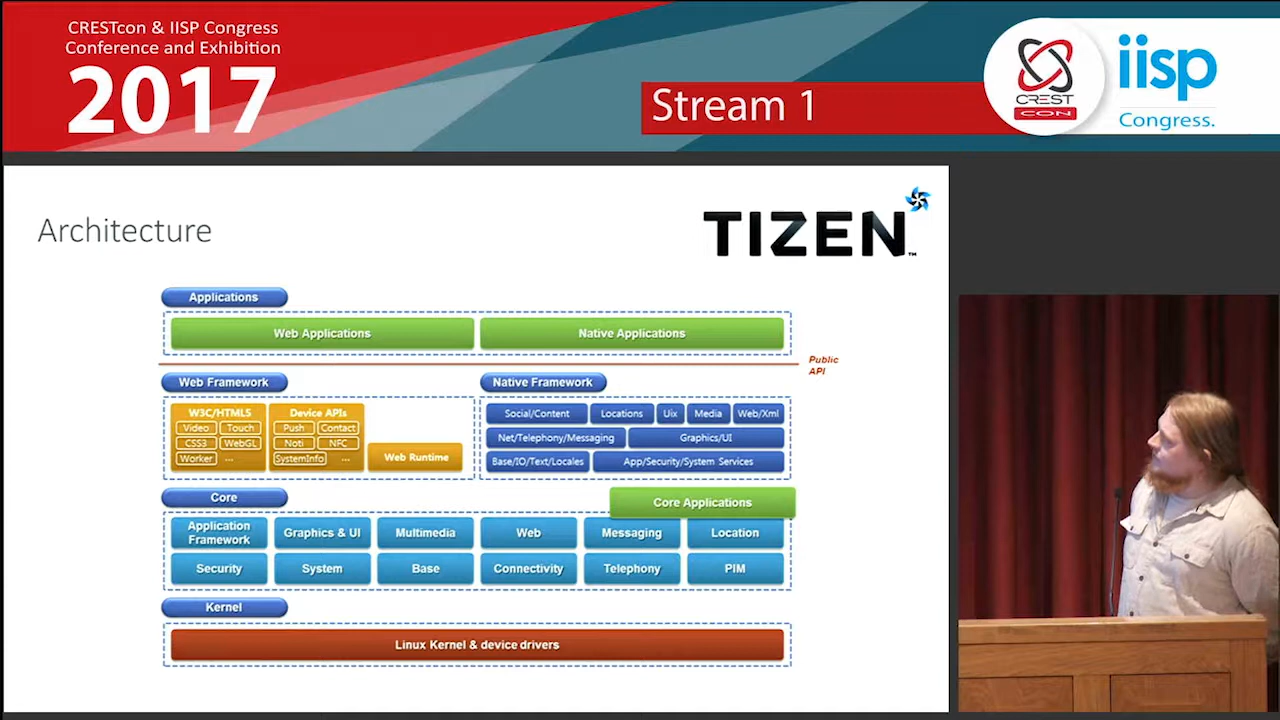 CRESTcon & IISP Congress
Conference and Exhibition
2017
Stream 1
CREST
CON
iisp
Congress.
Architecture
TIZEN™
Applications
Web Applications
Native Applications
Public
API
Web Framework
Native Framework
W3C/HTML5
Video
Touch
CSS3
WebGL
Worker
...
Device APIs
Push
Contact
Noti
NFC
SystemInfo
...
Web Runtime
Social/Content
Locations
Uix
Media
Web/Xml
Net/Telephony/Messaging
Graphics/UI
Base/IO/Text/Locales
App/Security/System Services
Core
Core Applications
Application
Framework
Graphics & UI
Multimedia
Web
Messaging
Location
Security
System
Base
Connectivity
Telephony
PIM
Kernel
Linux Kernel & device drivers